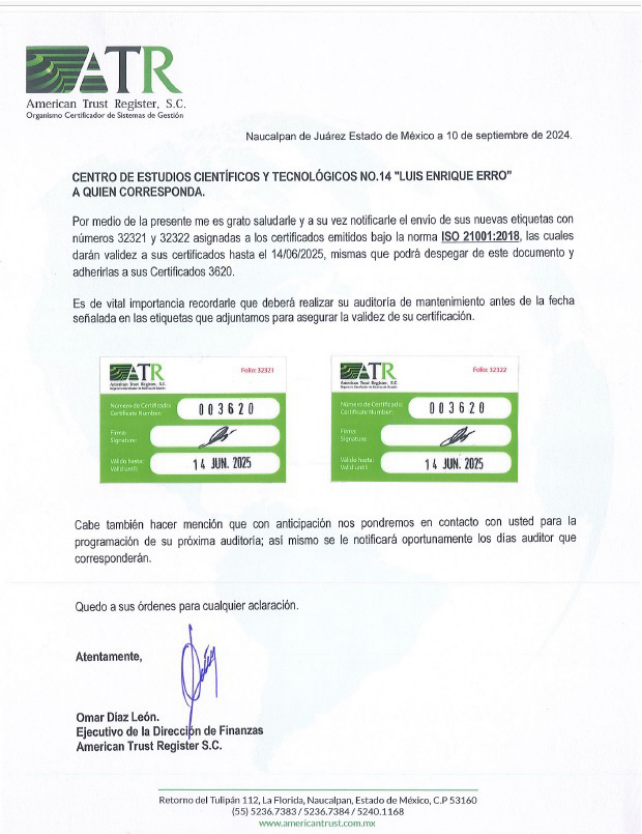 ATR
American Trust Register, S.C.
Organismo Certificador de Sistemas de Gestión
Naucalpan de Juárez Estado de México a 10 de septiembre de 2024.
CENTRO DE ESTUDIOS CIENTÍFICOS Y TECNOLÓGICOS NO.14 "LUIS ENRIQUE ERRO"
A QUIEN CORRESPONDA.
Por medio de la presente me es grato saludarle y a su vez notificarle el envio de sus nuevas etiquetas con
números 32321 y 32322 asignadas a los certificados emitidos bajo la norma ISO 21001:2018, las cuales
darán validez a sus certificados hasta el 14/06/2025, mismas que podrá despegar de este documento y
adherirlas a sus Certificados 3620.
Es de vital importancia recordarle que deberá realizar su auditoría de mantenimiento antes de la fecha
señalada en las etiquetas que adjuntamos para asegurar la validez de su certificación.
ATR
American Trust Register, S.C.
Folio: 32321
Número de Certificado:
Certificate Number:
003620
Firma:
Signature:
Válido hasta:
Valid until:
14 JUN. 2025
ATR
American Trust Register, S.C.
Folio: 32322
Número de Certificado:
Certificate Number:
003620
Firma:
Signature:
Válido hasta:
Valid until:
14 JUN. 2025
Cabe también hacer mención que con anticipación nos pondremos en contacto con usted para la
programación de su próxima auditoría; así mismo se le notificará oportunamente los días auditor que
corresponderán.
Quedo a sus órdenes para cualquier aclaración.
Atentamente,
Omar Díaz León.
Ejecutivo de la Dirección de Finanzas
American Trust Register S.C.
Retorno del Tulipán 112, La Florida, Naucalpan, Estado de México, C.P 53160
(55) 5236.7383 / 5236.7384 / 5240.1168
www.americantrust.com.mx